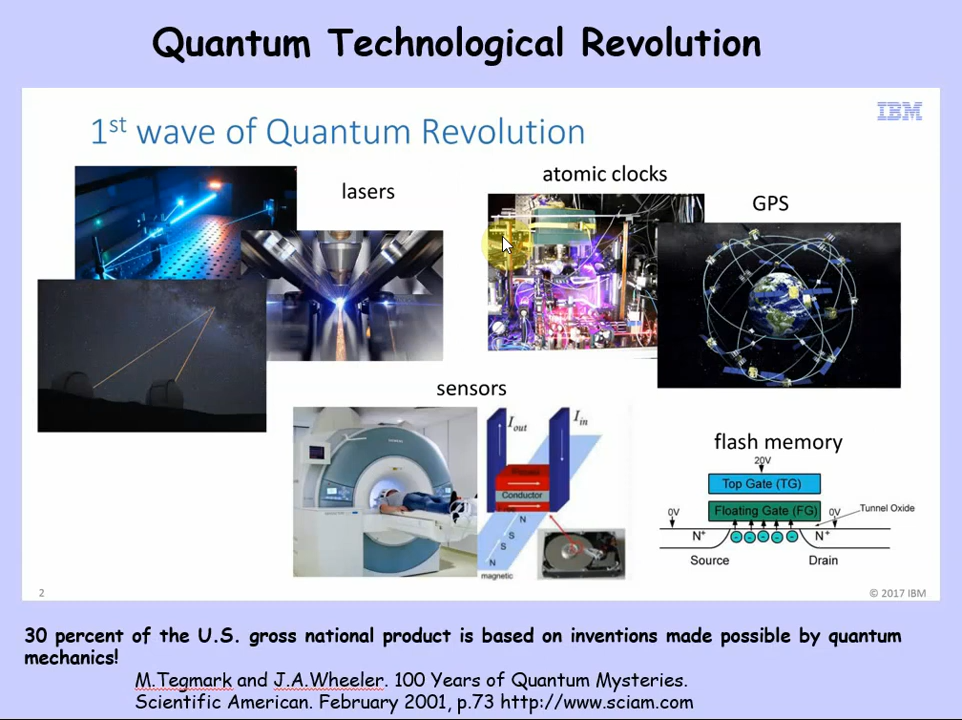 Quantum Technological Revolution
IBM
1st wave of Quantum Revolution
lasers
atomic clocks
GPS
sensors
Iout
Iin
Conductor
N
S
S
N
magnetic
flash memory
20V
Top Gate (TG)
Floating Gate (FG)
0V
0V
Tunnel Oxide
N+
N+
Source
Drain
2
© 2017 IBM
30 percent of the U.S. gross national product is based on inventions made possible by quantum
mechanics!
M.Tegmark and J.A.Wheeler. 100 Years of Quantum Mysteries.
Scientific American. February 2001, p.73 http://www.sciam.com